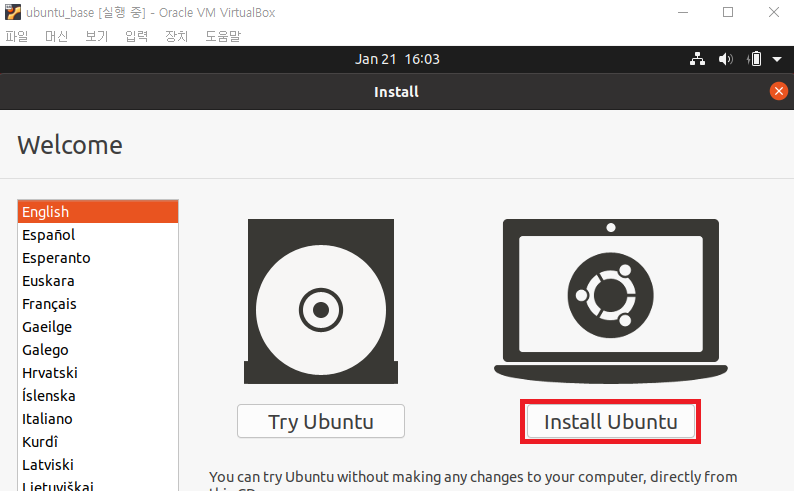 ubuntu_base [실행 중] - Oracle VM VirtualBox
파일 머신 보기 입력 장치 도움말
Jan 21 16:03
Install
Welcome
English
Español
Esperanto
Euskara
Français
Gaeilge
Galego
Hrvatski
Íslenska
Italiano
Kurdî
Latviski
Lietuviškai
Try Ubuntu
Install Ubuntu
You can try Ubuntu without making any changes to your computer, directly from
this CD